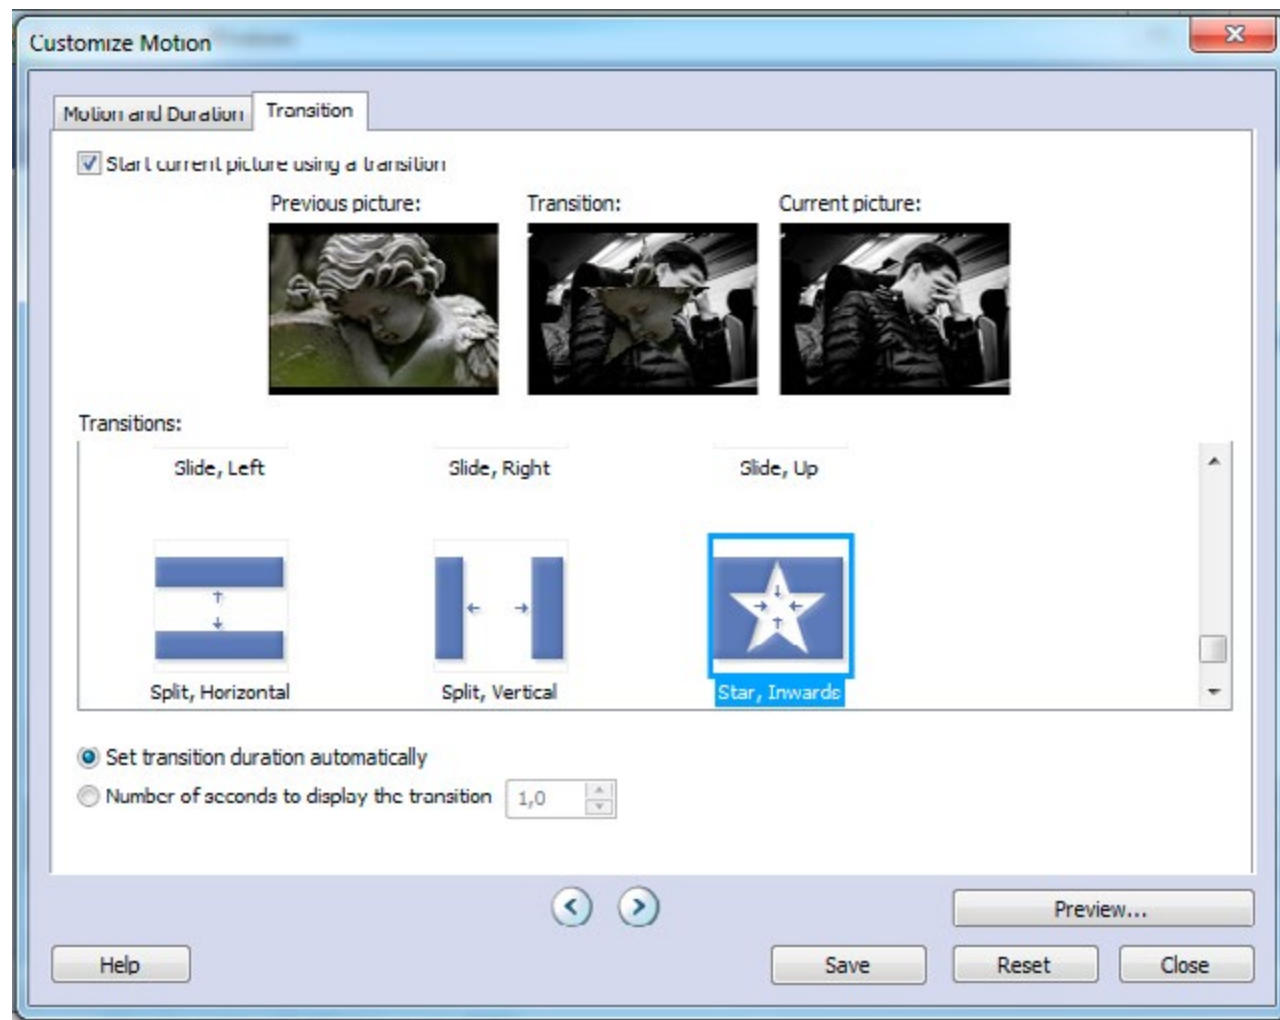 Customize Motion
Motion and Duration Transition
Start current picture using a transition
Previous picture: Transition: Current picture:
Transitions:
Slide, Left Slide, Right Slide, Up
Split, Horizontal Split, Vertical Star, Inwards
Set transition duration automatically
Number of seconds to display the transition 1,0
Preview...
Help Save Reset Close